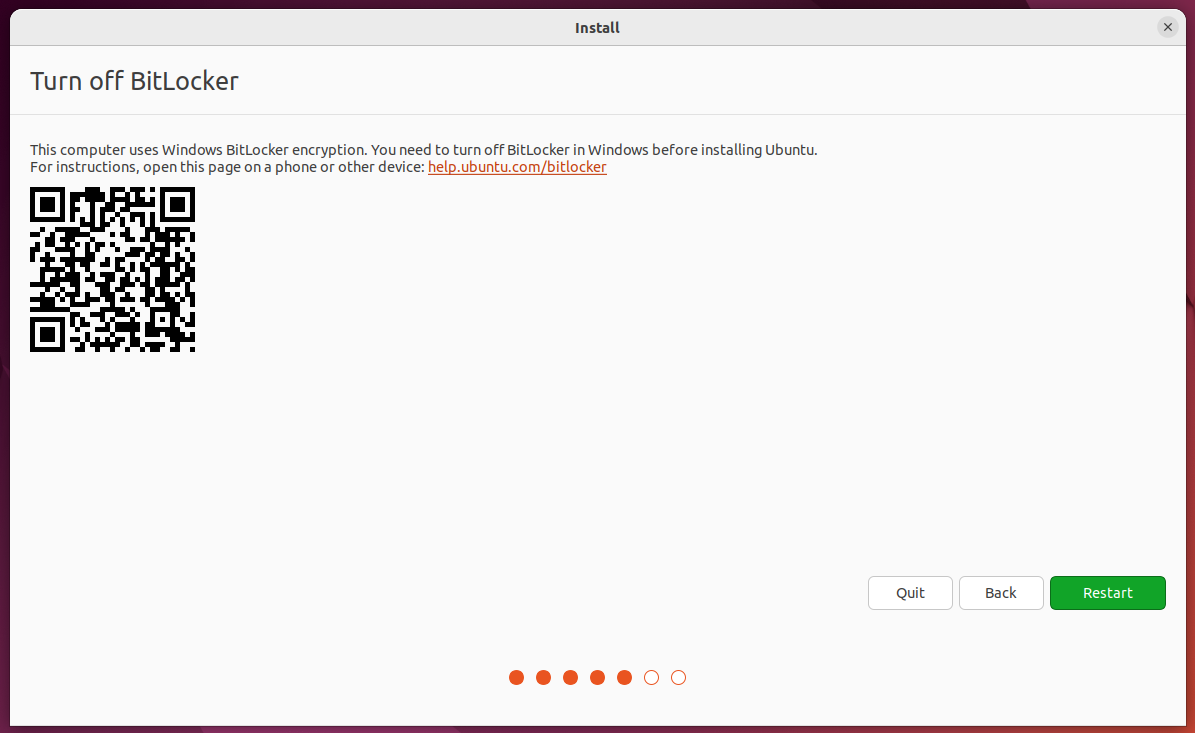 Install
Turn off BitLocker
This computer uses Windows BitLocker encryption. You need to turn off BitLocker in Windows before installing Ubuntu.
For instructions, open this page on a phone or other device: help.ubuntu.com/bitlocker
Quit
Back
Restart